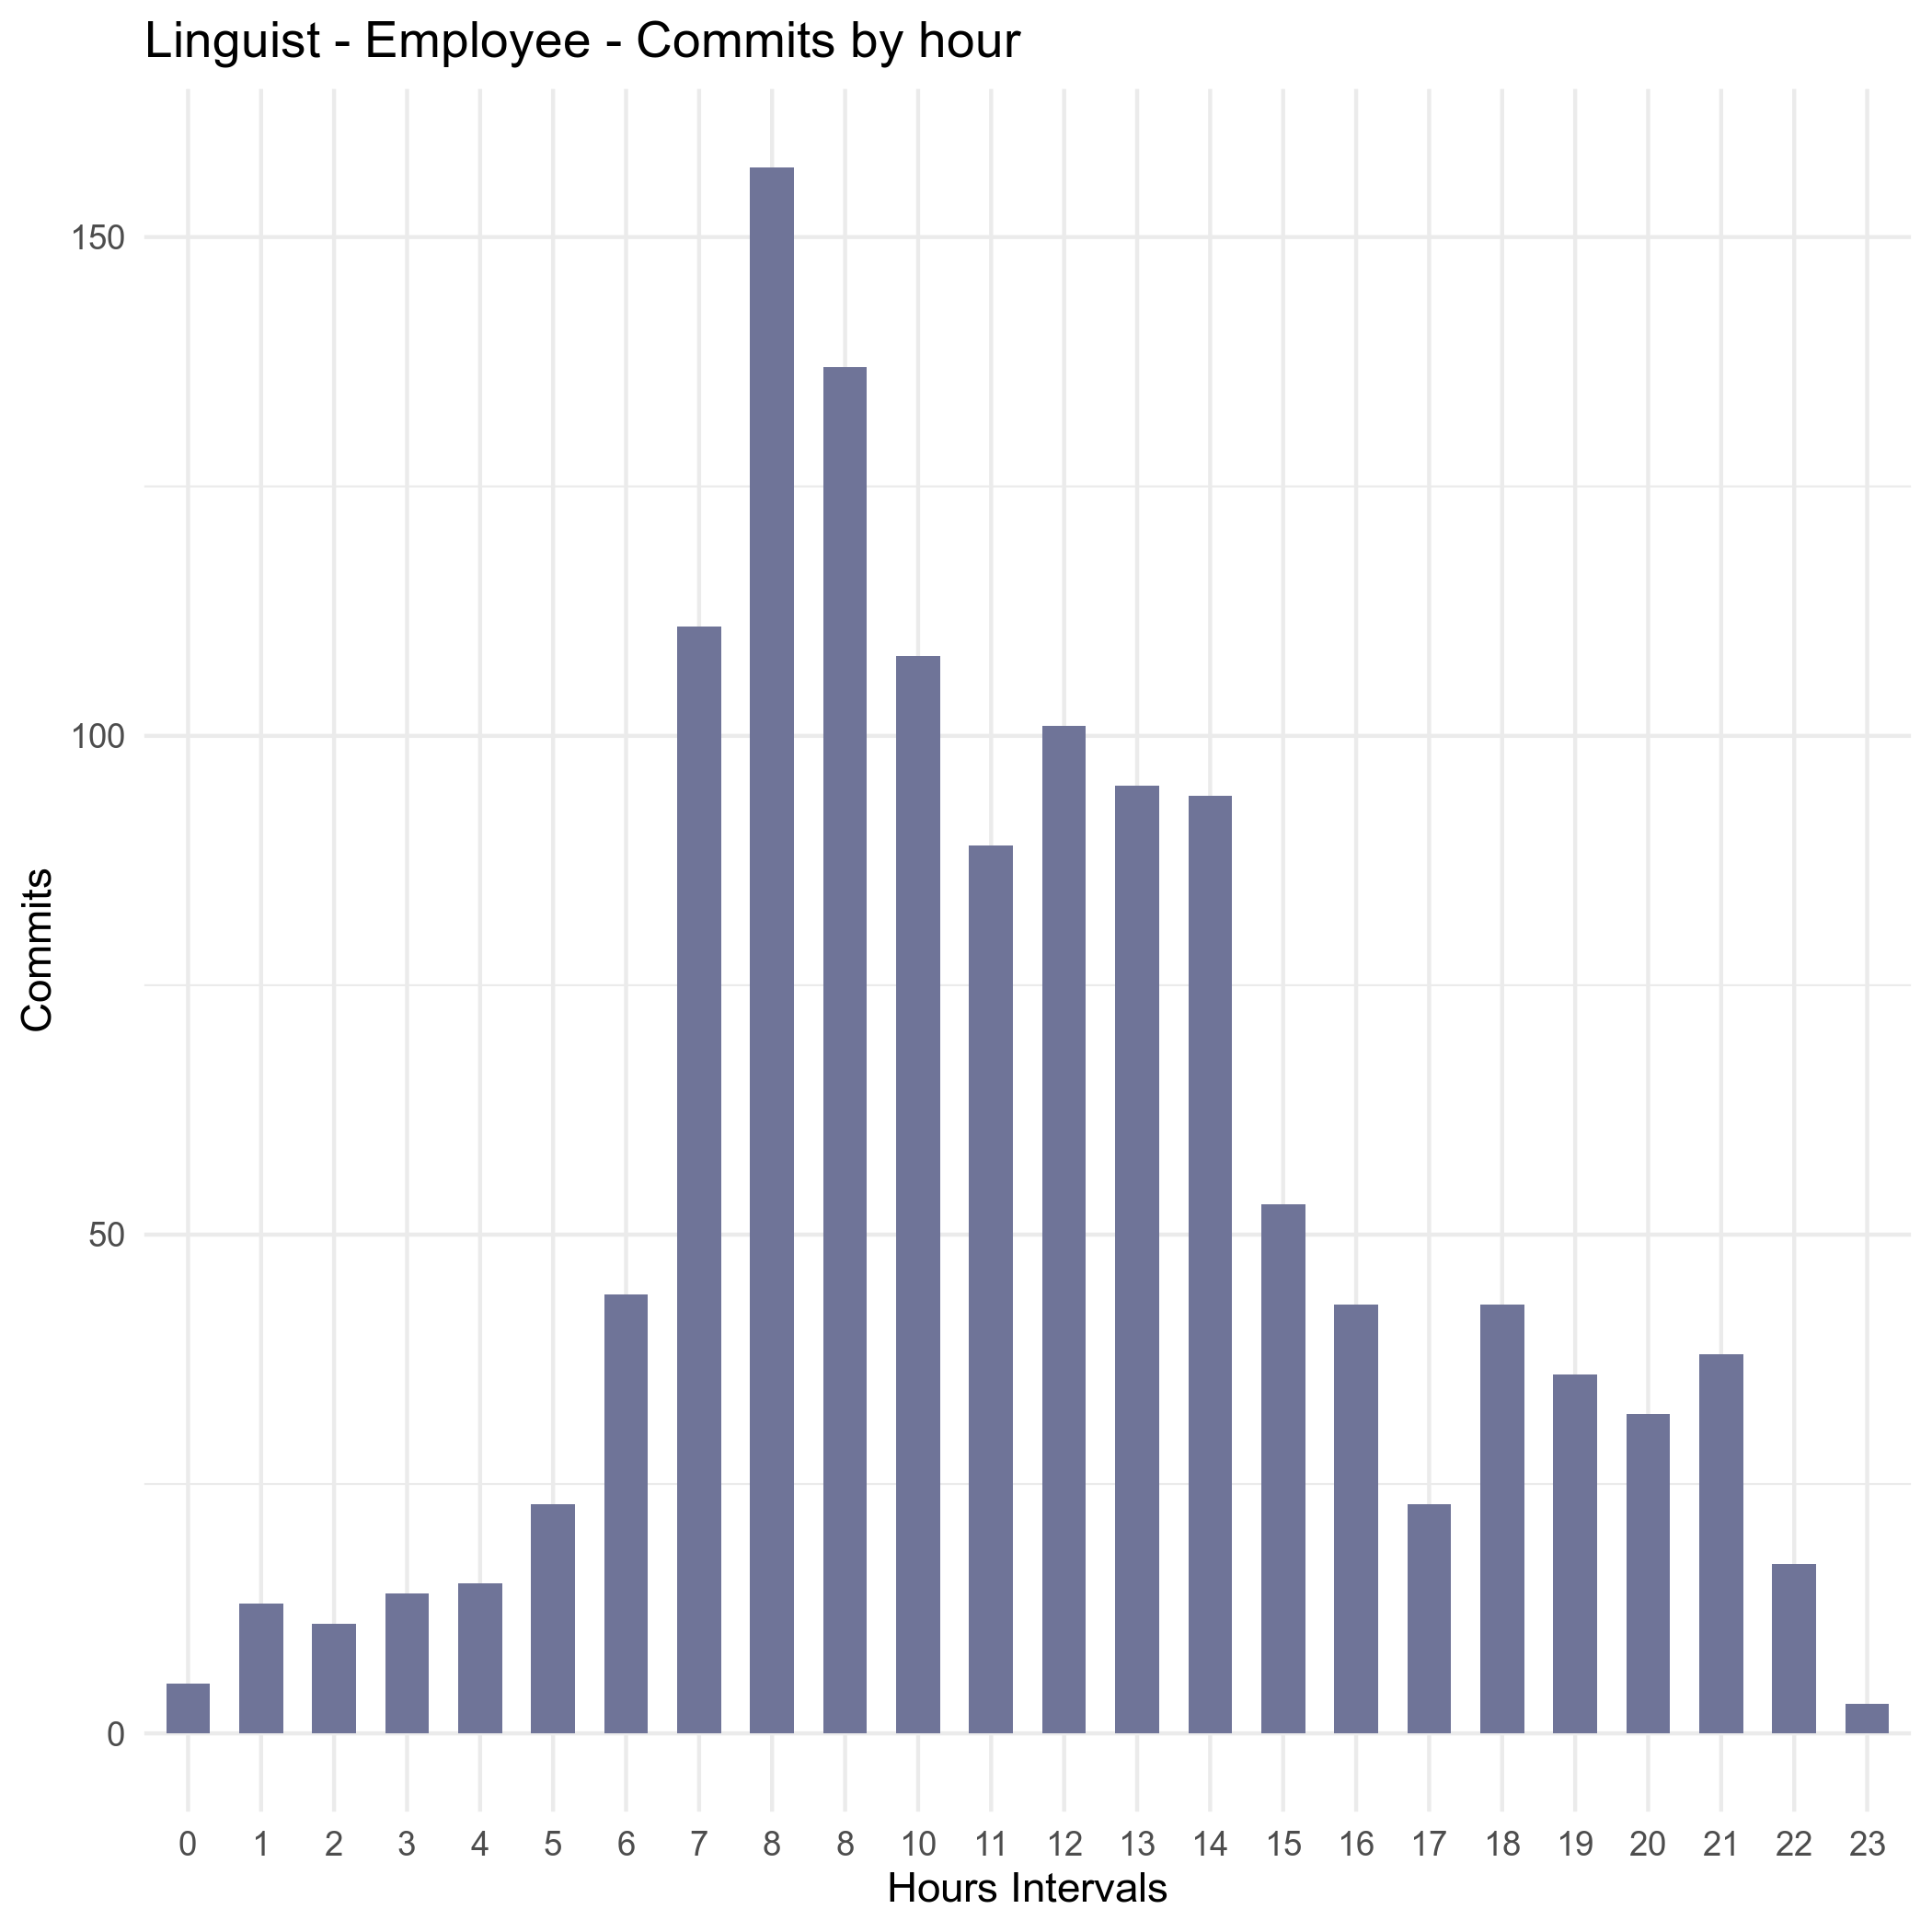 Linguist - Employee - Commits by hour
150
100
50
0
Commits
0 1 2 3 4 5 6 7 8 8 10 11 12 13 14 15 16 17 18 19 20 21 22 23
Hours Intervals